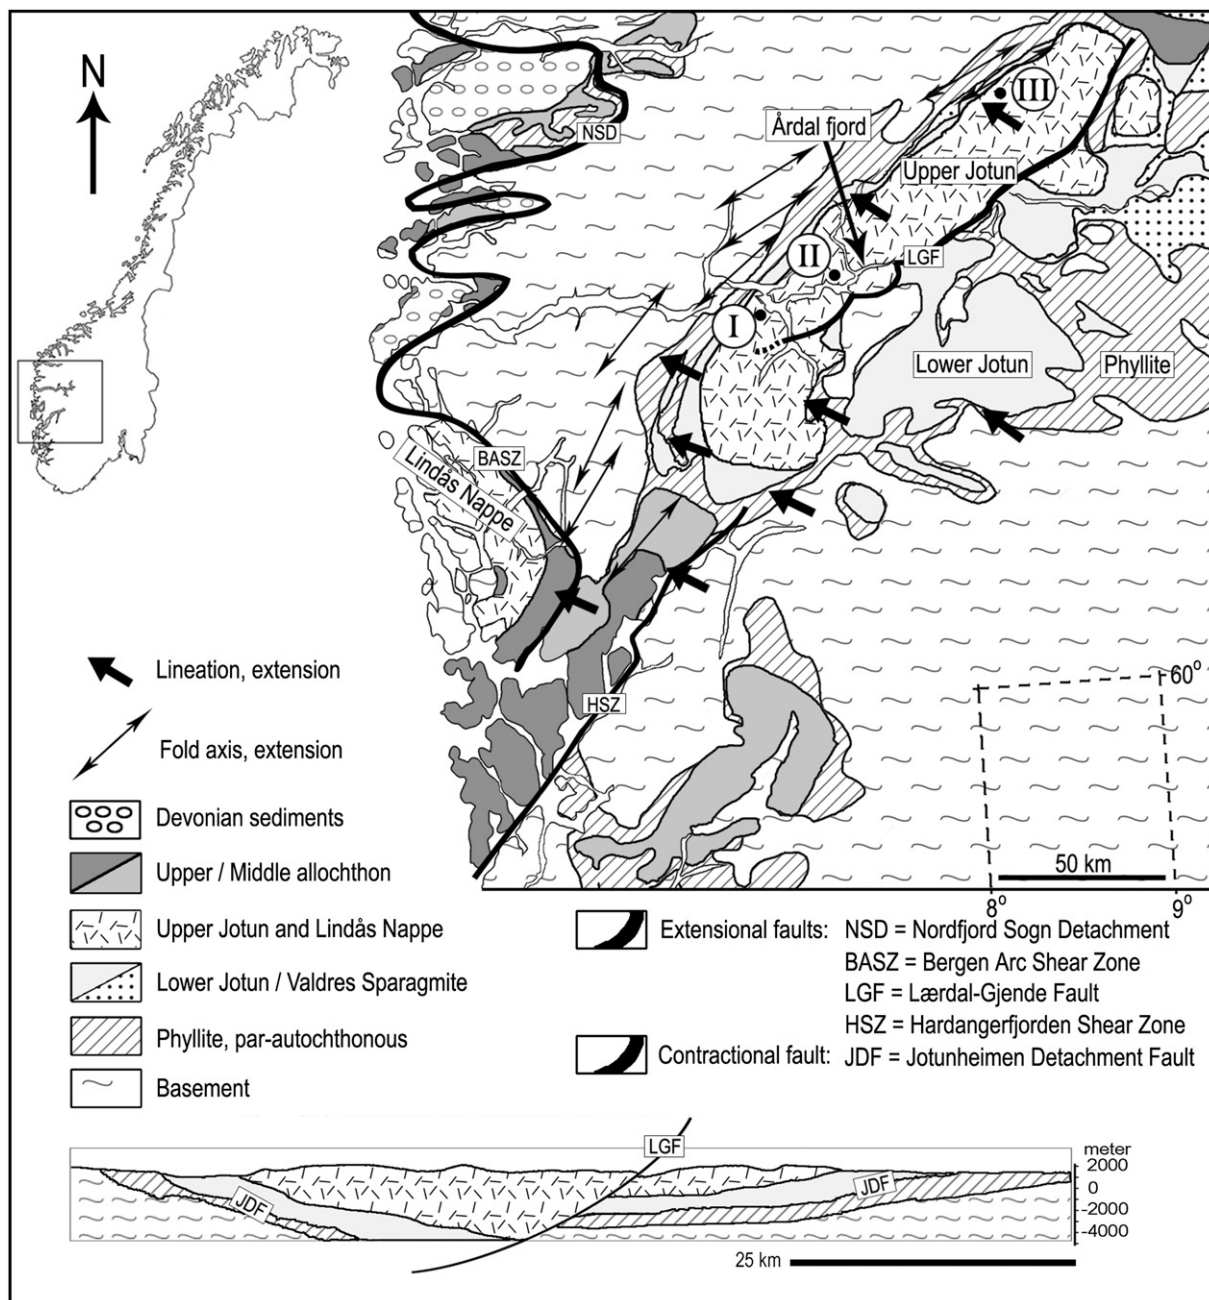 N
NSD
Årdal fjord
III
Upper Jotun
II
LGF
I
Lower Jotun
Phyllite
BASZ
Lindås Nappe
HSZ
60°
50 km
8°
9°
Lineation, extension
Fold axis, extension
Devonian sediments
Upper / Middle allochthon
Upper Jotun and Lindås Nappe
Lower Jotun / Valdres Sparagmite
Phyllite, par-autochthonous
Basement
Extensional faults: NSD = Nordfjord Sogn Detachment
BASZ = Bergen Arc Shear Zone
LGF = Lærdal-Gjende Fault
HSZ = Hardangerfjorden Shear Zone
Contractional fault: JDF = Jotunheimen Detachment Fault
LGF
meter
2000
0
-2000
-4000
JDF
JDF
25 km